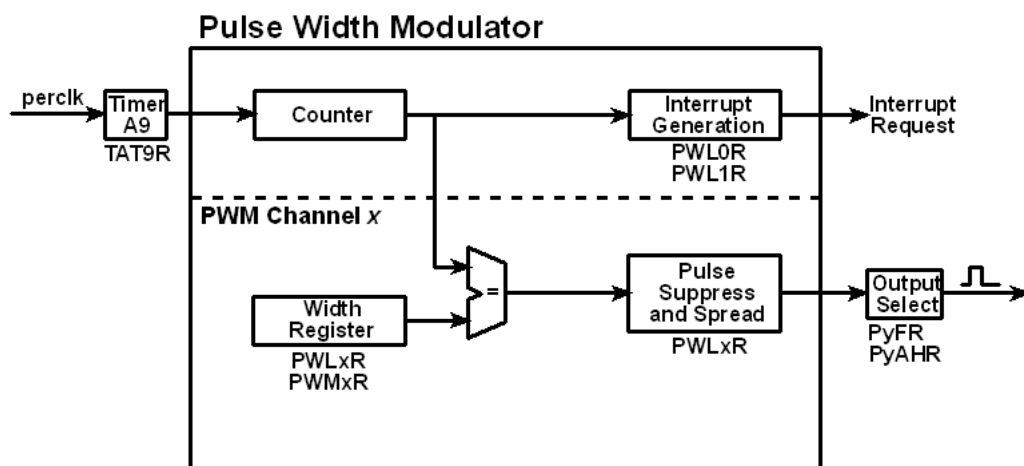 Pulse Width Modulator
perclk
Timer
A9
TAT9R
Counter
Interrupt
Generation
PWL0R
PWL1R
Interrupt
Request
PWM Channel x
=
Width
Register
PWLxR
PWMxR
Pulse
Suppress
and Spread
PWLxR
Output
Select
PyFR
PyAHR